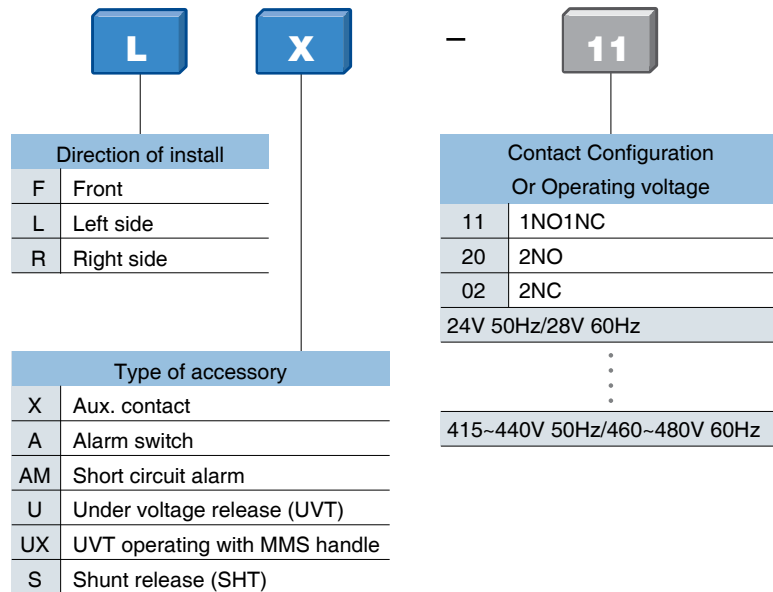 L X – 11
Direction of install
F Front
L Left side
R Right side
Type of accessory
X Aux. contact
A Alarm switch
AM Short circuit alarm
U Under voltage release (UVT)
UX UVT operating with MMS handle
S Shunt release (SHT)
Contact Configuration
Or Operating voltage
11 1NO1NC
20 2NO
02 2NC
24V 50Hz/28V 60Hz
415~440V 50Hz/460~480V 60Hz